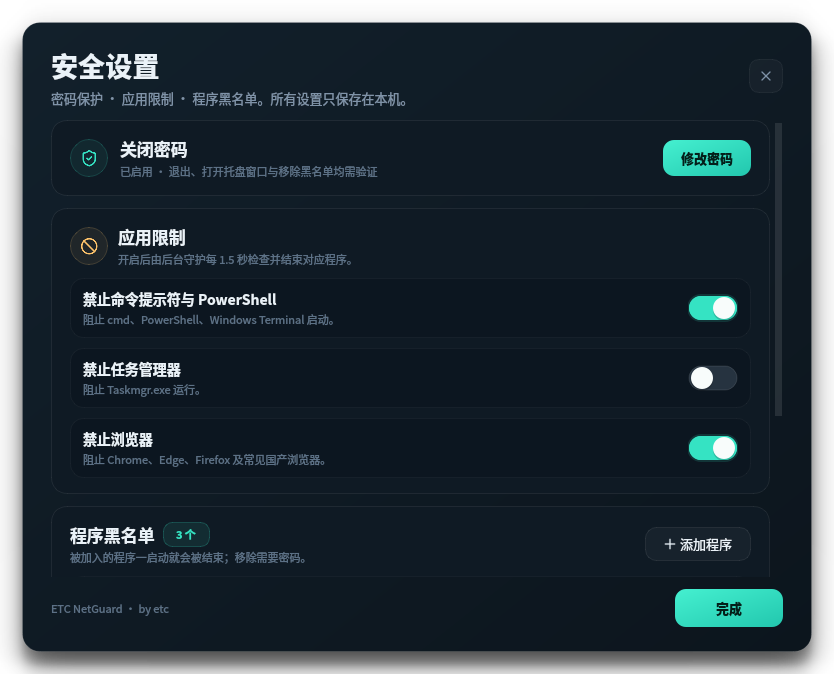 安全设置
密码保护 · 应用限制 · 程序黑名单。所有设置只保存在本机。
关闭密码
已启用 · 退出、打开托盘窗口与移除黑名单均需验证
修改密码
应用限制
开启后由后台守护每 1.5 秒检查并结束对应程序。
禁止命令提示符与 PowerShell
阻止 cmd、PowerShell、Windows Terminal 启动。
禁止任务管理器
阻止 Taskmgr.exe 运行。
禁止浏览器
阻止 Chrome、Edge、Firefox 及常见国产浏览器。
程序黑名单 3 个
被加入的程序一启动就会被结束；移除需要密码。
添加程序
ETC NetGuard · by etc
完成